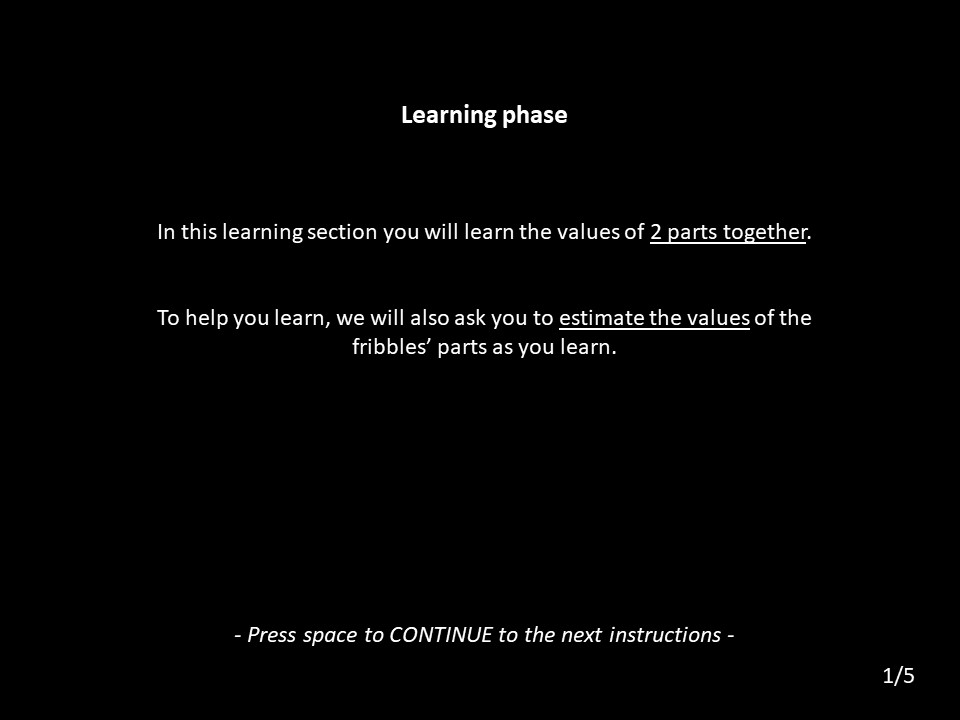 Learning phase
In this learning section you will learn the values of 2 parts together.
To help you learn, we will also ask you to estimate the values of the
fribbles’ parts as you learn.
- Press space to CONTINUE to the next instructions -
1/5